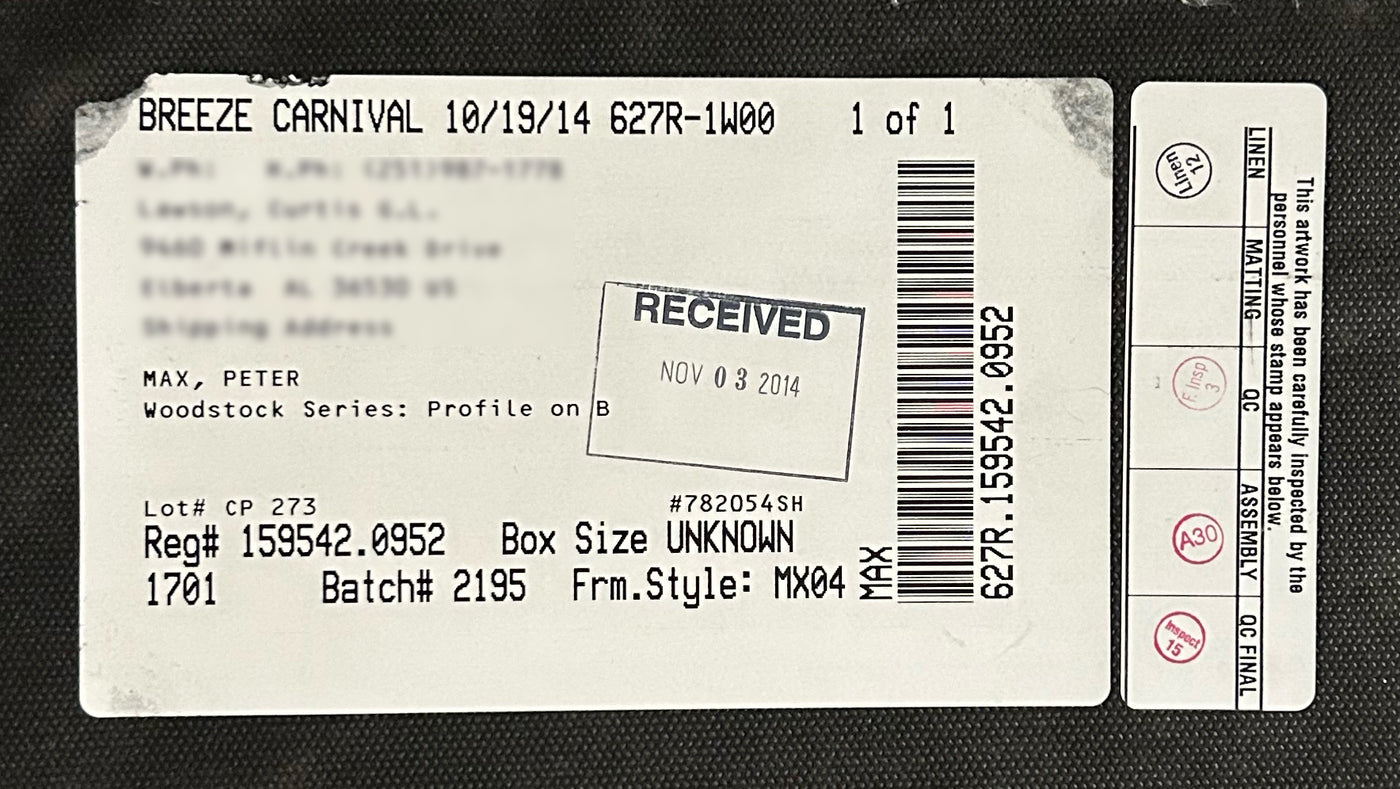 BREEZE CARNIVAL 10/19/14 627R-1W00 1 of 1
MAX, PETER
Woodstock Series: Profile on B
RECEIVED
NOV 03 2014
Lot# CP 273 #782054SH
Reg# 159542.0952 Box Size UNKNOWN
1701 Batch# 2195 Frm.Style: MX04
MAX
627R.159542.0952
This artwork has been carefully inspected by the
personnel whose stamp appears below.
LINEN MATTING QC ASSEMBLY QC FINAL
Linen
12
F. Insp
3
A30
Inspect
15